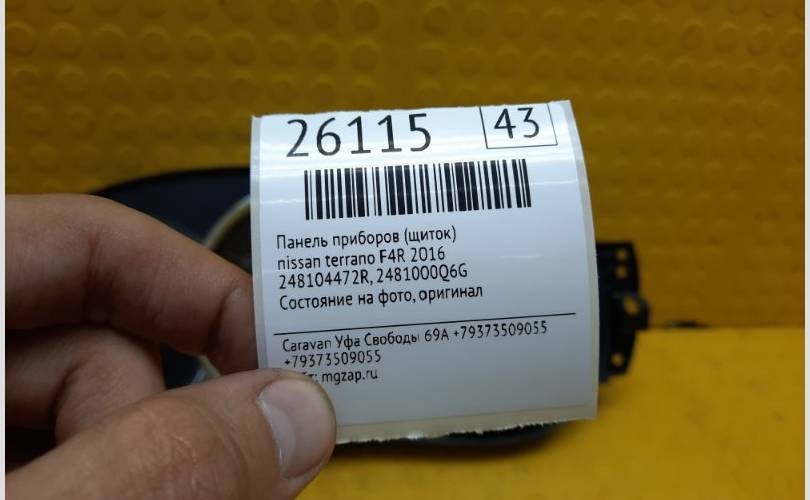 26115 43
Панель приборов (щиток)
nissan terrano F4R 2016
248104472R, 2481000Q6G
Состояние на фото, оригинал
Caravan Уфа Свободы 69А +79373509055
+79373509055
mgzap.ru